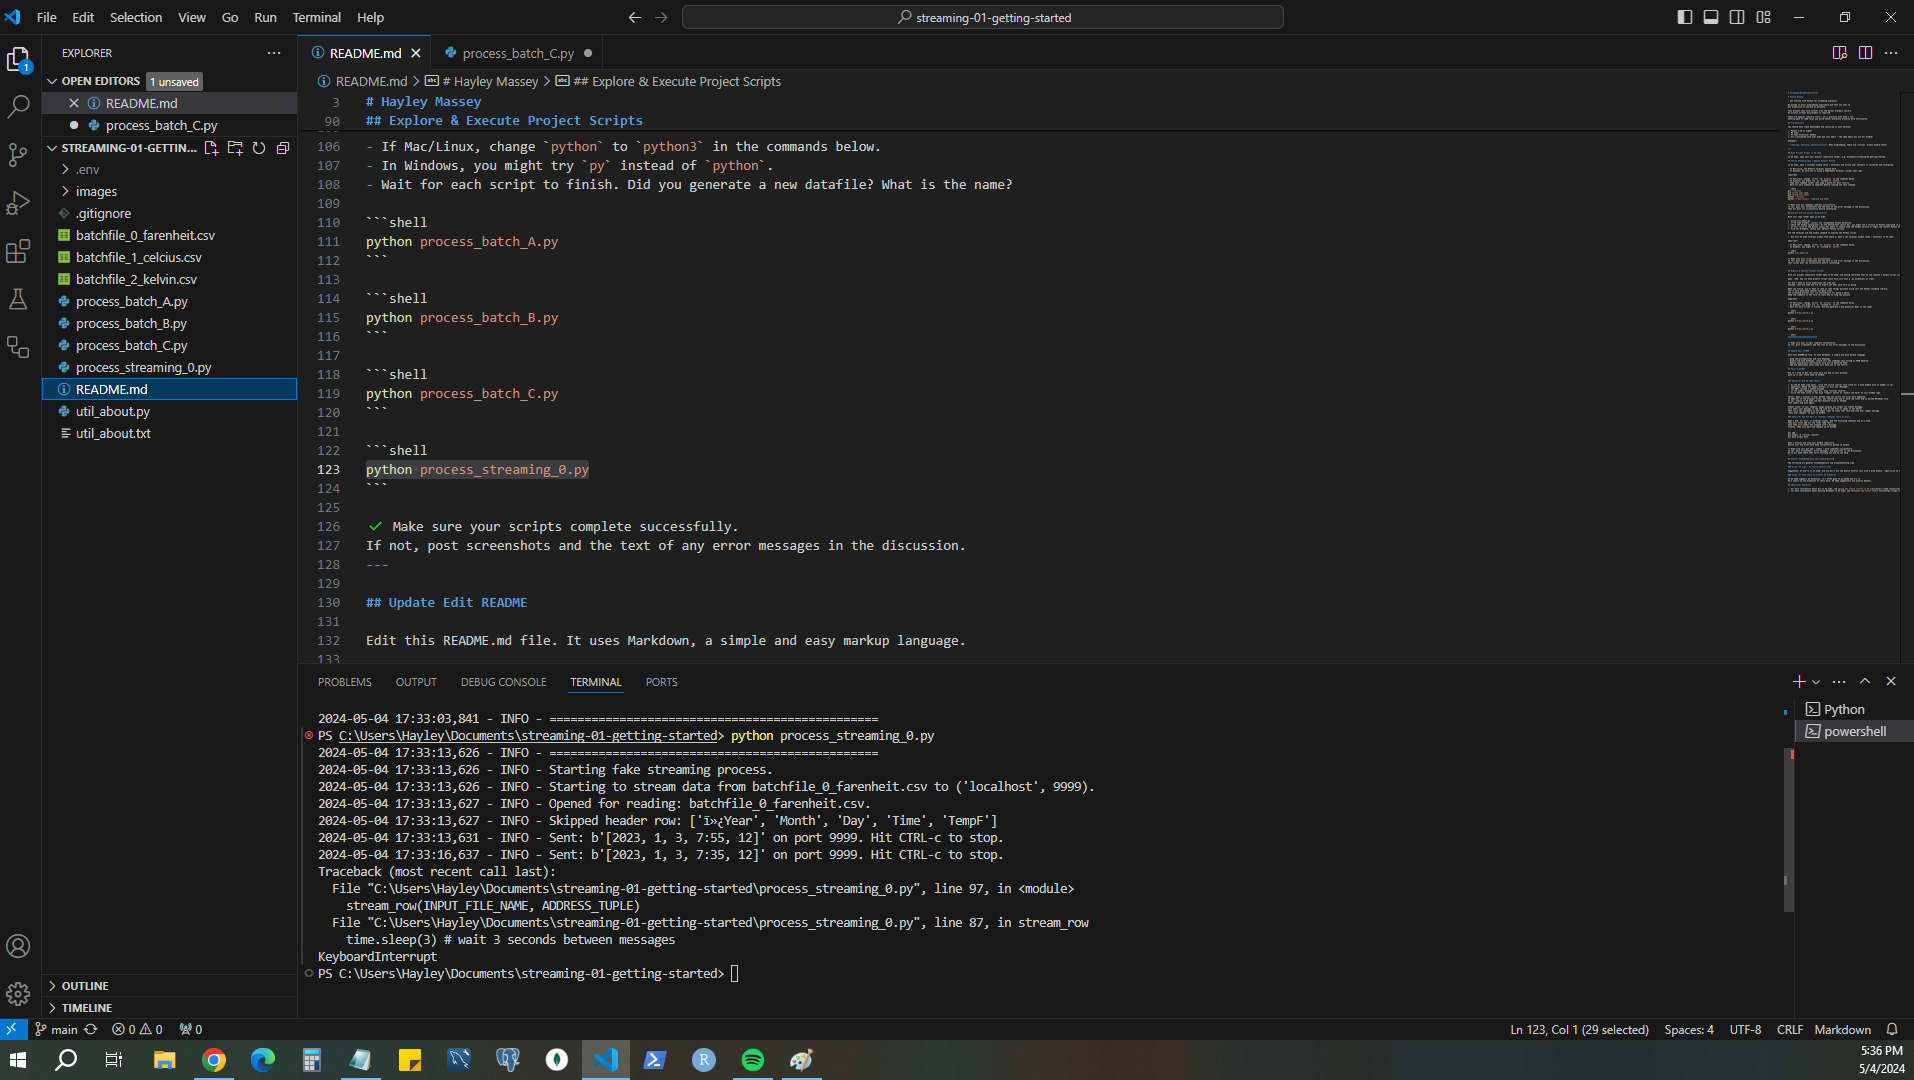 File Edit Selection View Go Run Terminal Help
streaming-01-getting-started
EXPLORER
OPEN EDITORS 1 unsaved
README.md
process_batch_C.py
STREAMING-01-GETTIN...
.env
images
.gitignore
batchfile_0_farenheit.csv
batchfile_1_celcius.csv
batchfile_2_kelvin.csv
process_batch_A.py
process_batch_B.py
process_batch_C.py
process_streaming_0.py
README.md
util_about.py
util_about.txt
OUTLINE
TIMELINE
README.md process_batch_C.py
README.md > # Hayley Massey > ## Explore & Execute Project Scripts
3 # Hayley Massey
90 ## Explore & Execute Project Scripts
106 - If Mac/Linux, change `python` to `python3` in the commands below.
107 - In Windows, you might try `py` instead of `python`.
108 - Wait for each script to finish. Did you generate a new datafile? What is the name?
109
110 ```shell
111 python process_batch_A.py
112 ```
113
114 ```shell
115 python process_batch_B.py
116 ```
117
118 ```shell
119 python process_batch_C.py
120 ```
121
122 ```shell
123 python process_streaming_0.py
124 ```
125
126 ✅ Make sure your scripts complete successfully.
127 If not, post screenshots and the text of any error messages in the discussion.
128 ---
129
130 ## Update Edit README
131
132 Edit this README.md file. It uses Markdown, a simple and easy markup language.
133
PROBLEMS OUTPUT DEBUG CONSOLE TERMINAL PORTS
2024-05-04 17:33:03,841 - INFO - ===============================================
PS C:\Users\Hayley\Documents\streaming-01-getting-started> python process_streaming_0.py
2024-05-04 17:33:13,626 - INFO - ===============================================
2024-05-04 17:33:13,626 - INFO - Starting fake streaming process.
2024-05-04 17:33:13,626 - INFO - Starting to stream data from batchfile_0_farenheit.csv to ('localhost', 9999).
2024-05-04 17:33:13,627 - INFO - Opened for reading: batchfile_0_farenheit.csv.
2024-05-04 17:33:13,627 - INFO - Skipped header row: ['ï»¿Year', 'Month', 'Day', 'Time', 'TempF']
2024-05-04 17:33:13,631 - INFO - Sent: b'[2023, 1, 3, 7:55, 12]' on port 9999. Hit CTRL-c to stop.
2024-05-04 17:33:16,637 - INFO - Sent: b'[2023, 1, 3, 7:35, 12]' on port 9999. Hit CTRL-c to stop.
Traceback (most recent call last):
File "C:\Users\Hayley\Documents\streaming-01-getting-started\process_streaming_0.py", line 97, in <module>
stream_row(INPUT_FILE_NAME, ADDRESS_TUPLE)
File "C:\Users\Hayley\Documents\streaming-01-getting-started\process_streaming_0.py", line 87, in stream_row
time.sleep(3) # wait 3 seconds between messages
KeyboardInterrupt
PS C:\Users\Hayley\Documents\streaming-01-getting-started>
Python
powershell
main 0 0 0
Ln 123, Col 1 (29 selected) Spaces: 4 UTF-8 CRLF Markdown
5:36 PM
5/4/2024